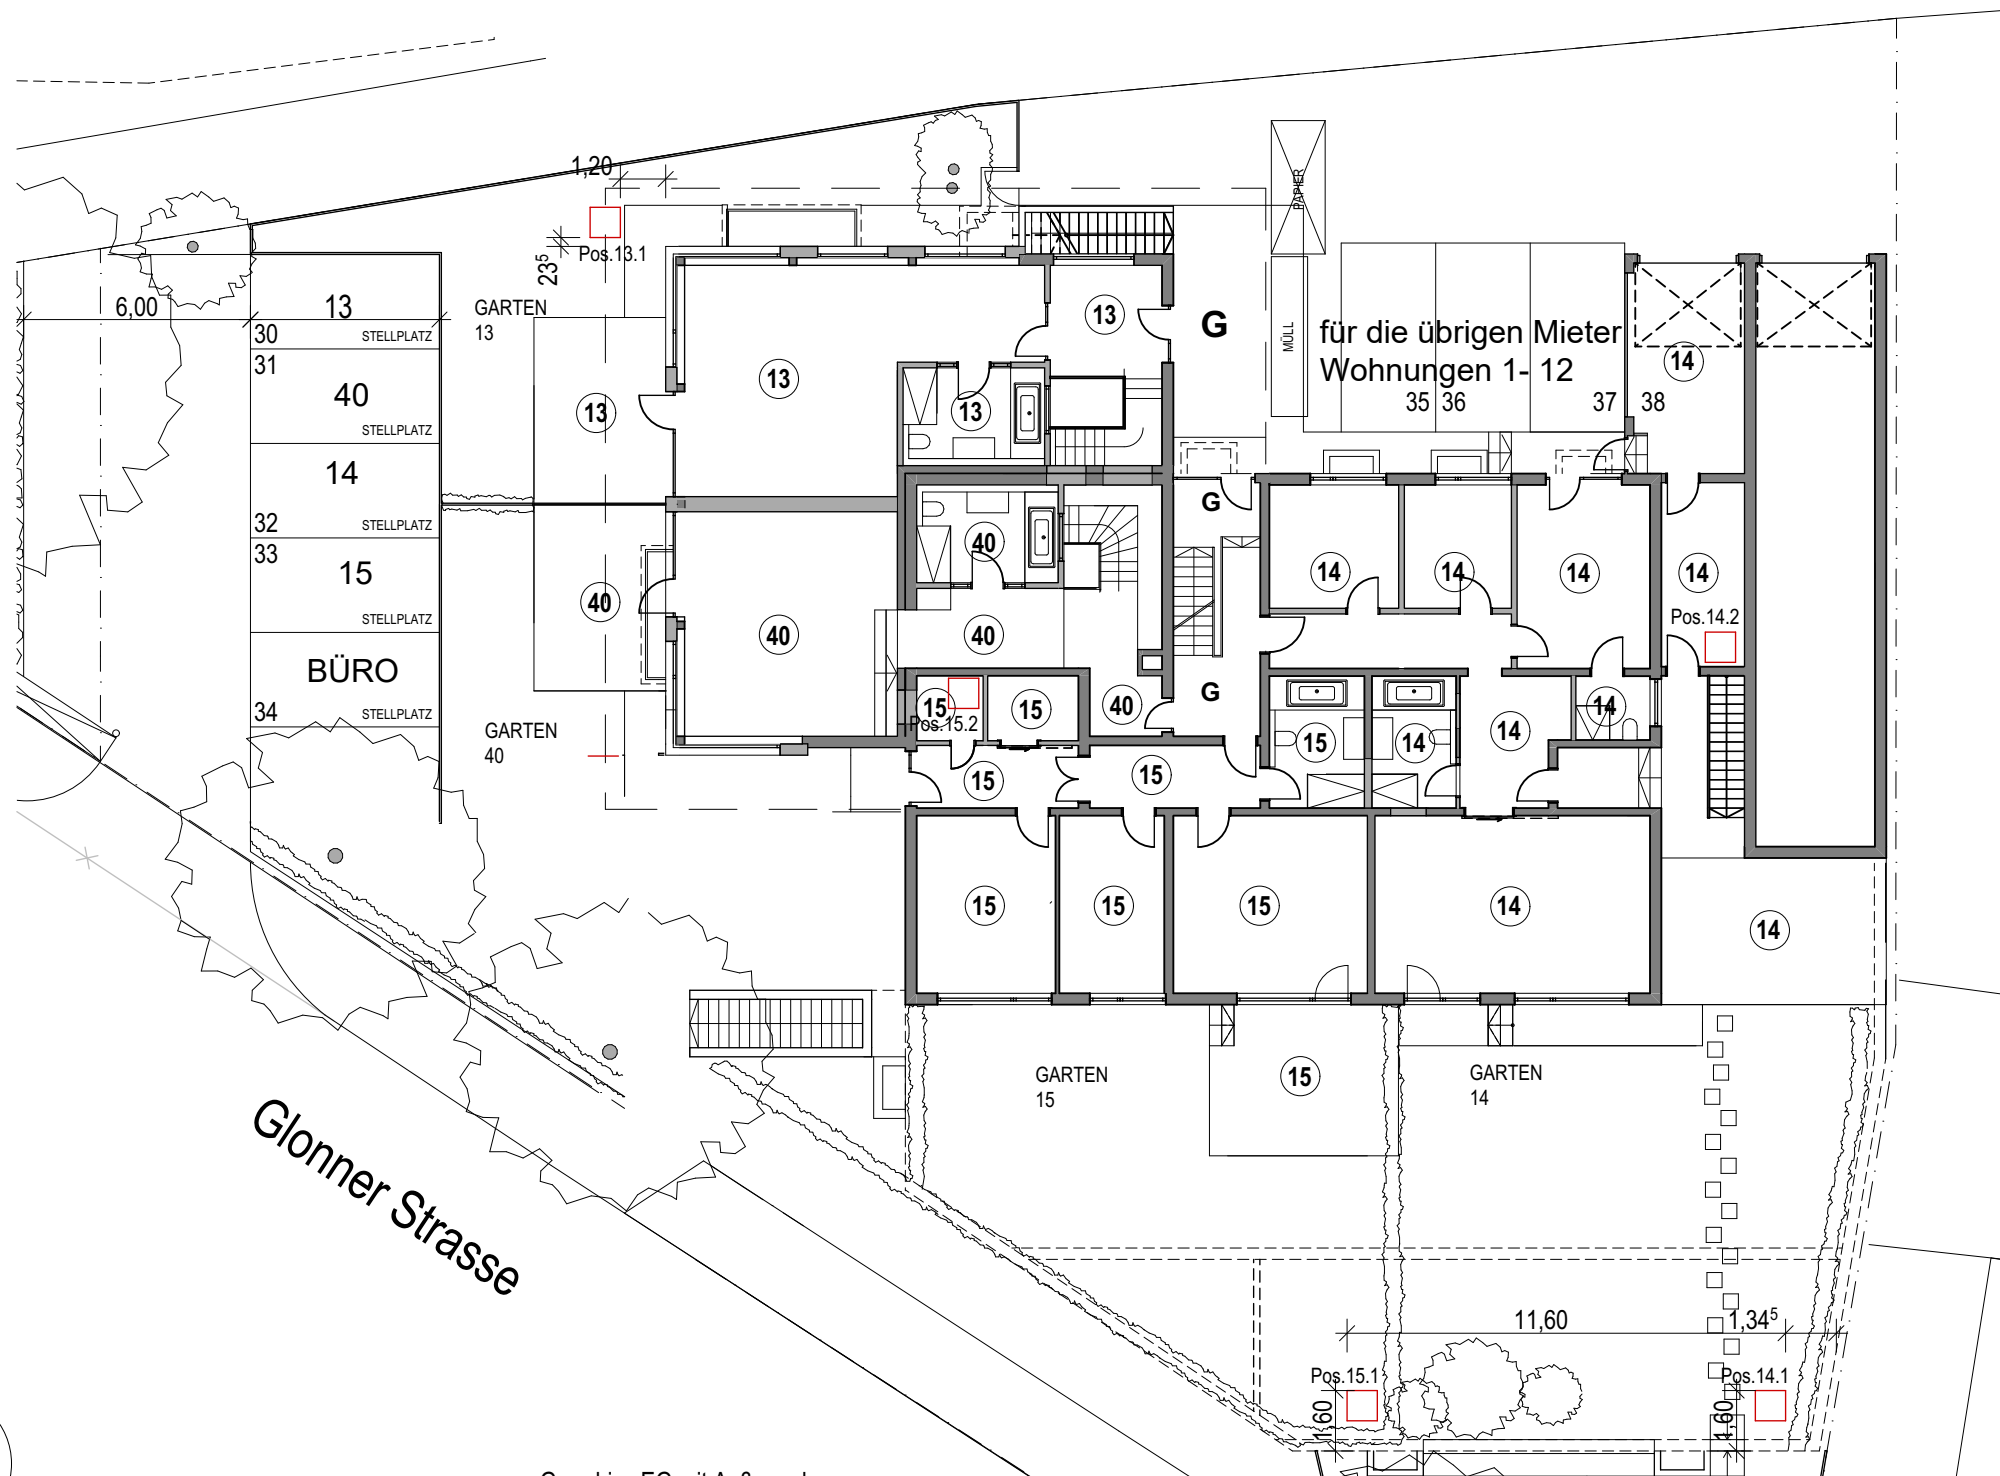 1,20
PAPIER
Pos.13.1
23⁵
6,00
13
30
STELLPLATZ
GARTEN
13
13
13
G
MÜLL
für die übrigen Mieter
Wohnungen 1- 12
35
36
37
38
14
31
40
STELLPLATZ
13
13
13
14
32
STELLPLATZ
40
G
33
15
STELLPLATZ
40
40
40
14
14
14
14
Pos.14.2
BÜRO
34
STELLPLATZ
GARTEN
40
15
Pos.15.2
15
40
G
15
14
14
14
15
15
15
15
15
14
14
GARTEN
15
15
GARTEN
14
Glonner Strasse
11,60
1,34⁵
Pos.15.1
Pos.14.1
1,60
1,60